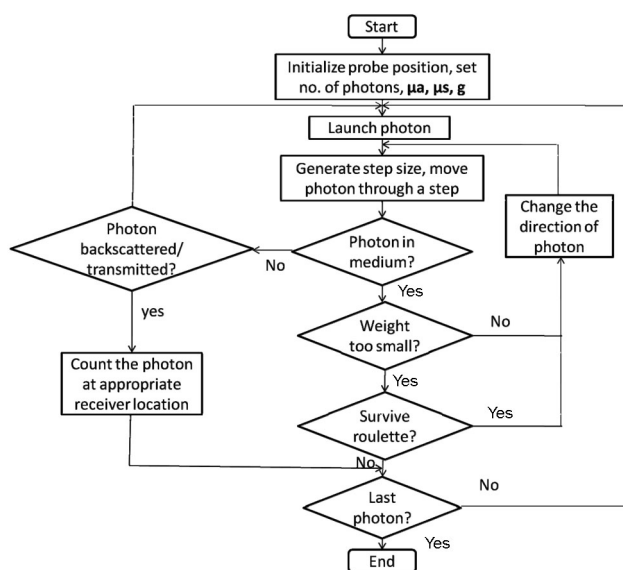 Start
Initialize probe position, set
no. of photons, μa, μs, g
Launch photon
Generate step size, move
photon through a step
Change the
direction of
photon
Photon
backscattered/
transmitted?
No
Photon in
medium?
Yes
yes
Weight
too small?
No
Yes
Count the photon
at appropriate
receiver location
Survive
roulette?
Yes
No
Last
photon?
No
Yes
End